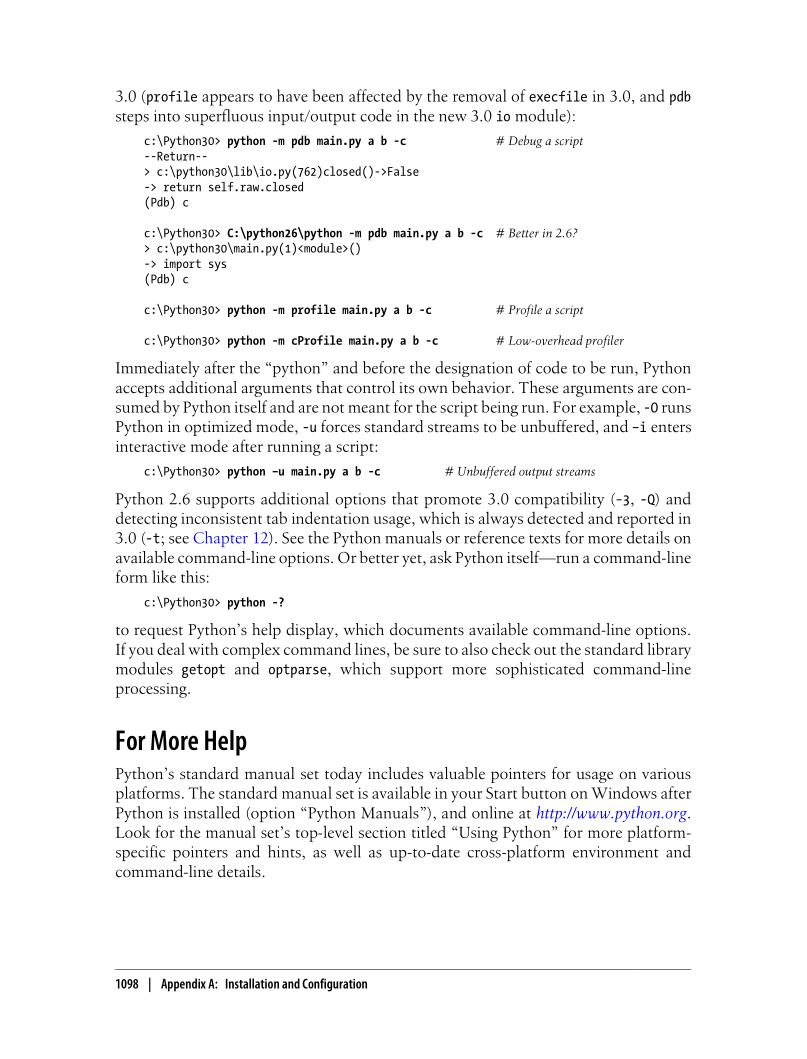 3.0 (profile appears to have been affected by the removal of execfile in 3.0, and pdb
steps into superfluous input/output code in the new 3.0 io module):
c:\Python30> python -m pdb main.py a b -c # Debug a script
--Return--
> c:\python30\lib\io.py(762)closed()->False
-> return self.raw.closed
(Pdb) c
c:\Python30> C:\python26\python -m pdb main.py a b -c # Better in 2.6?
> c:\python30\main.py(1)<module>()
-> import sys
(Pdb) c
c:\Python30> python -m profile main.py a b -c # Profile a script
c:\Python30> python -m cProfile main.py a b -c # Low-overhead profiler
Immediately after the “python” and before the designation of code to be run, Python
accepts additional arguments that control its own behavior. These arguments are con-
sumed by Python itself and are not meant for the script being run. For example, -O runs
Python in optimized mode, -u forces standard streams to be unbuffered, and –i enters
interactive mode after running a script:
c:\Python30> python –u main.py a b -c # Unbuffered output streams
Python 2.6 supports additional options that promote 3.0 compatibility (-3, -Q) and
detecting inconsistent tab indentation usage, which is always detected and reported in
3.0 (-t; see Chapter 12). See the Python manuals or reference texts for more details on
available command-line options. Or better yet, ask Python itself—run a command-line
form like this:
c:\Python30> python -?
to request Python’s help display, which documents available command-line options.
If you deal with complex command lines, be sure to also check out the standard library
modules getopt and optparse, which support more sophisticated command-line
processing.
For More Help
Python’s standard manual set today includes valuable pointers for usage on various
platforms. The standard manual set is available in your Start button on Windows after
Python is installed (option “Python Manuals”), and online at http://www.python.org.
Look for the manual set’s top-level section titled “Using Python” for more platform-
specific pointers and hints, as well as up-to-date cross-platform environment and
command-line details.
1098 | Appendix A: Installation and Configuration